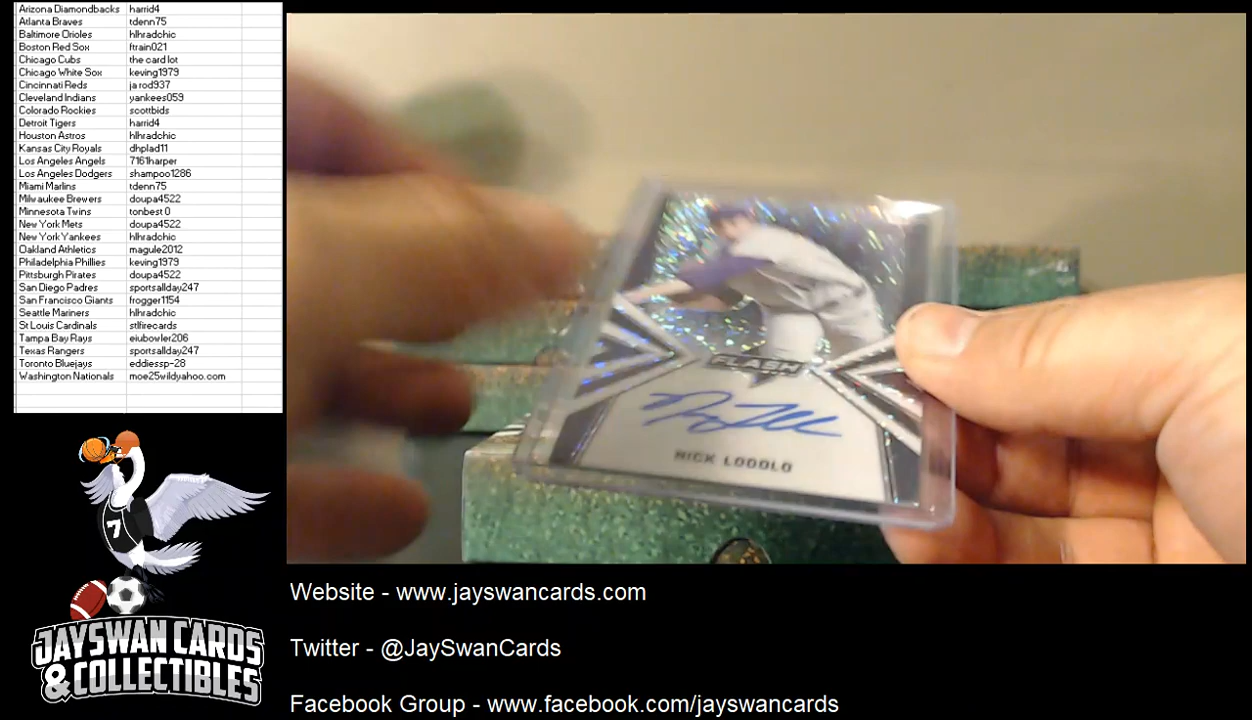 Arizona Diamondbacks harrid4
Atlanta Braves tdenn75
Baltimore Orioles hlhradchic
Boston Red Sox ftrain021
Chicago Cubs the card lot
Chicago White Sox keving1979
Cincinnati Reds ja rod937
Cleveland Indians yankees059
Colorado Rockies scottbids
Detroit Tigers harrid4
Houston Astros hlhradchic
Kansas City Royals dhplad11
Los Angeles Angels 7161harper
Los Angeles Dodgers shampoo1286
Miami Marlins tdenn75
Milwaukee Brewers doupa4522
Minnesota Twins tonbest 0
New York Mets doupa4522
New York Yankees hlhradchic
Oakland Athletics magule2012
Philadelphia Phillies keving1979
Pittsburgh Pirates doupa4522
San Diego Padres sportsallday247
San Francisco Giants frogger1154
Seattle Mariners hlhradchic
St Louis Cardinals stlfirecards
Tampa Bay Rays eiubowler206
Texas Rangers sportsallday247
Toronto Bluejays eddiessp-28
Washington Nationals moe25wildyahoo.com
FLASH
NICK LODOLO
7
JAYSWAN CARDS
& COLLECTIBLES
Website - www.jayswancards.com
Twitter - @JaySwanCards
Facebook Group - www.facebook.com/jayswancards